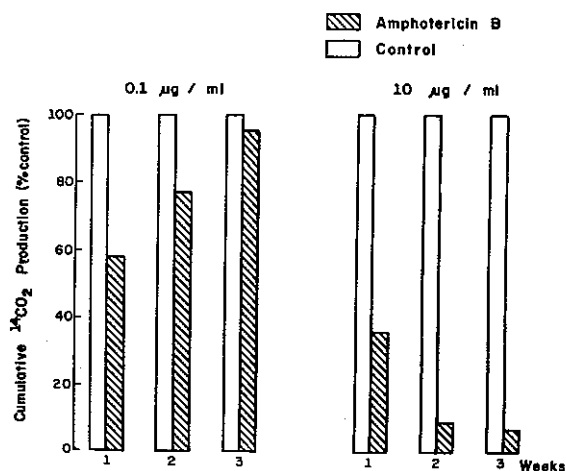 Amphotericin B
Control
0.1 µg / ml
10 µg / ml
Cumulative ¹⁴CO₂ Production (% control)
100
80
60
40
20
0
1
2
3
1
2
3
Weeks